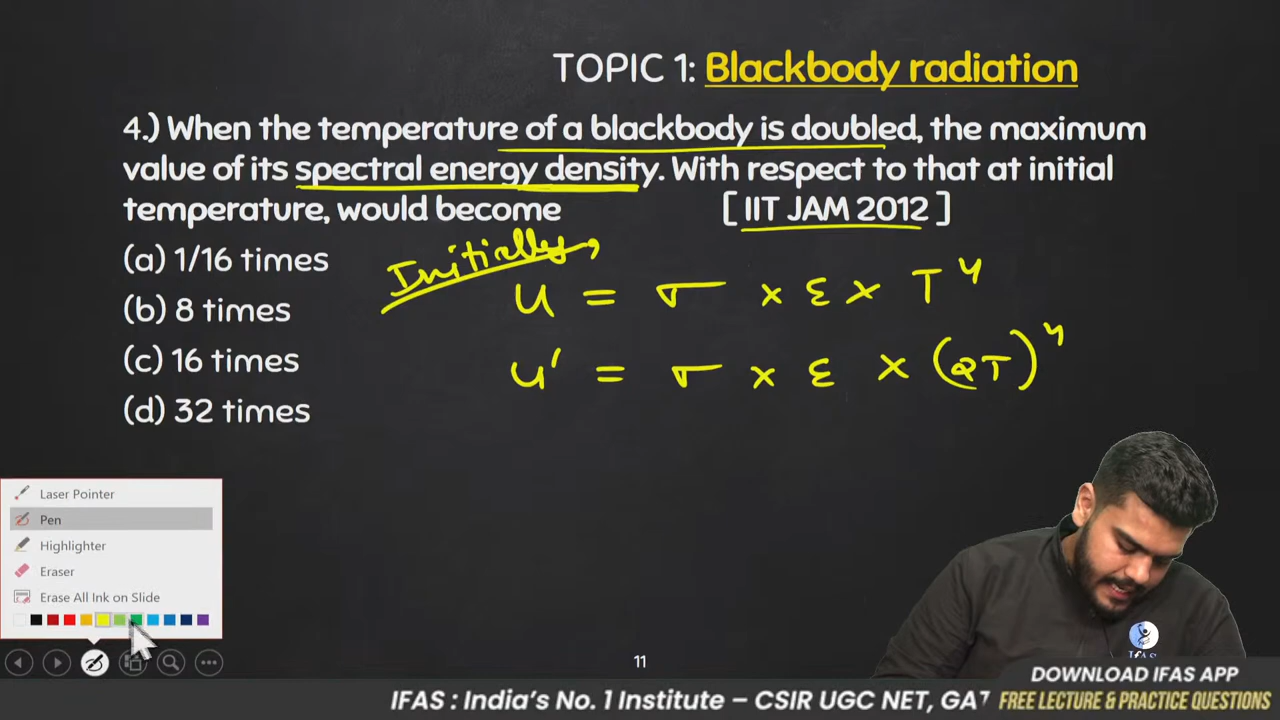 TOPIC 1: Blackbody radiation
4.) When the temperature of a blackbody is doubled, the maximum
value of its spectral energy density. With respect to that at initial
temperature, would become [ IIT JAM 2012 ]
(a) 1/16 times
(b) 8 times
(c) 16 times
(d) 32 times
Initially
U = σ × ε × T⁴
U' = σ × ε × (2T)⁴
Laser Pointer
Pen
Highlighter
Eraser
Erase All Ink on Slide
11
IFAS
DOWNLOAD IFAS APP
IFAS : India's No. 1 Institute – CSIR UGC NET, GAT
FREE LECTURE & PRACTICE QUESTIONS